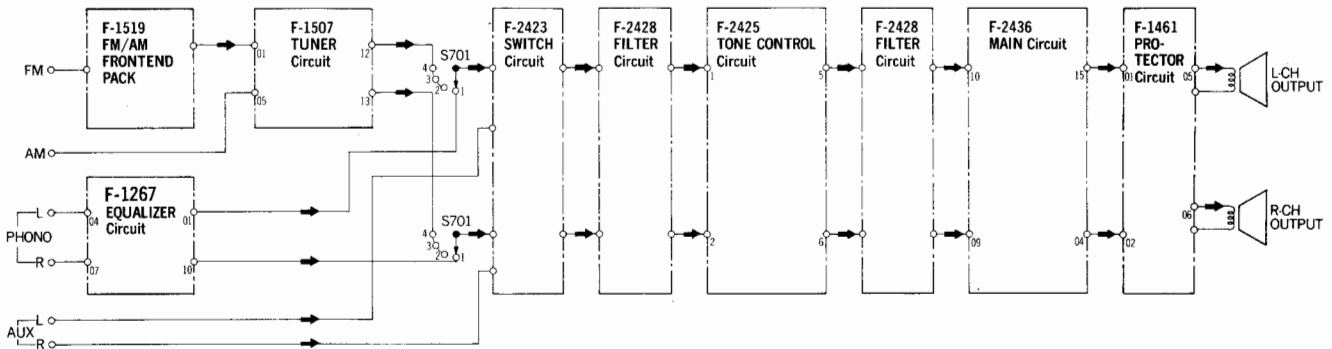 F-1519
FM/AM
FRONTEND
PACK
F-1507
TUNER
Circuit
F-2423
SWITCH
Circuit
F-2428
FILTER
Circuit
F-2425
TONE CONTROL
Circuit
F-2428
FILTER
Circuit
F-2436
MAIN Circuit
F-1461
PRO-
TECTOR
Circuit
FM
01
12
S701
4
3
2
1
1
5
10
15
01
05
L-CH
OUTPUT
05
13
AM
F-1267
EQUALIZER
Circuit
L
04
01
PHONO
R
07
10
S701
4
3
2
1
2
6
09
04
02
06
R-CH
OUTPUT
AUX
L
R